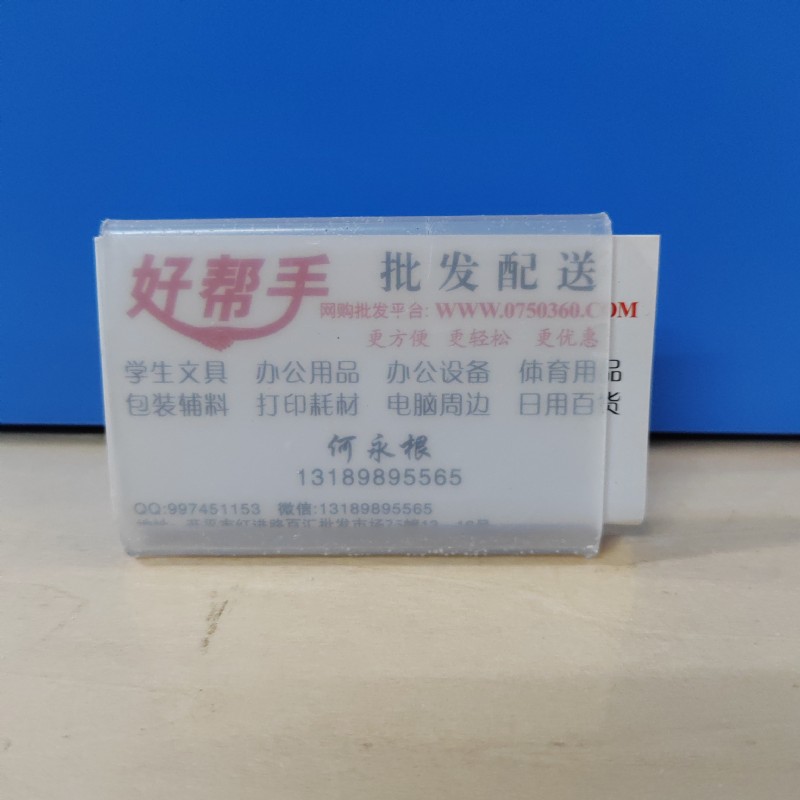 好帮手 批发配送
网购批发平台: WWW.0750360.COM
更方便 更轻松 更优惠
学生文具 办公用品 办公设备 体育用品
包装辅料 打印耗材 电脑周边 日用百货
何永根
13189895565
QQ:997451153 微信:13189895565